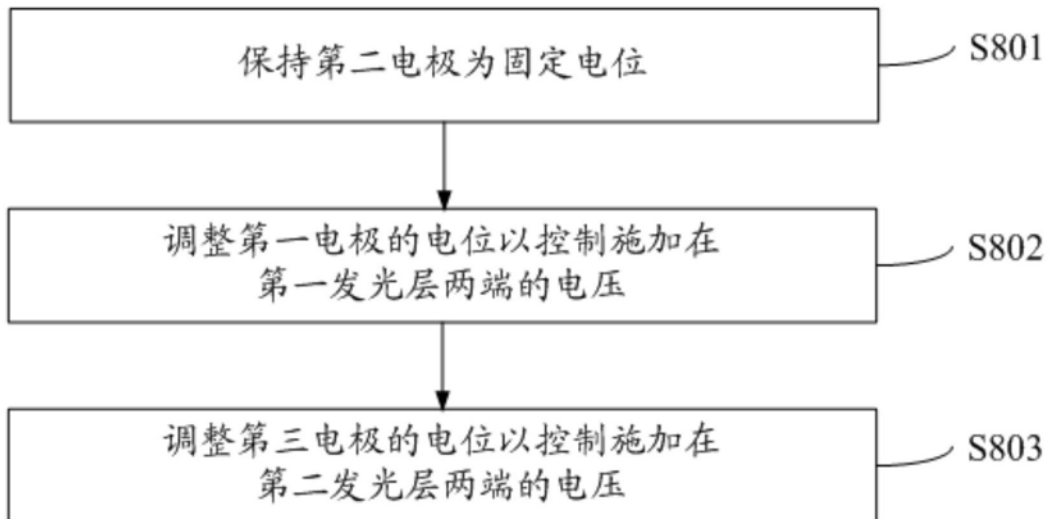 保持第二电极为固定电位
S801
调整第一电极的电位以控制施加在
第一发光层两端的电压
S802
调整第三电极的电位以控制施加在
第二发光层两端的电压
S803